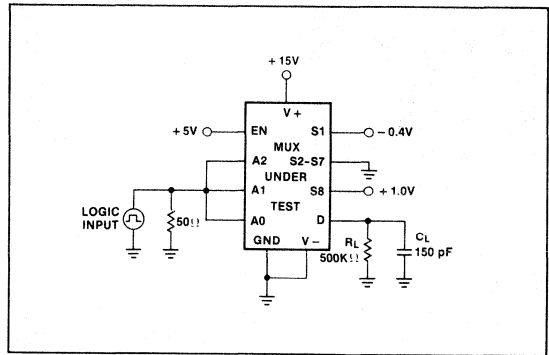 + 15V
V +
+ 5V
EN
S1
- 0.4V
MUX
A2
S2-S7
UNDER
A1
S8
+ 1.0V
TEST
LOGIC
INPUT
50Ω
A0
D
GND
V -
RL
500KΩ
CL
150 pF